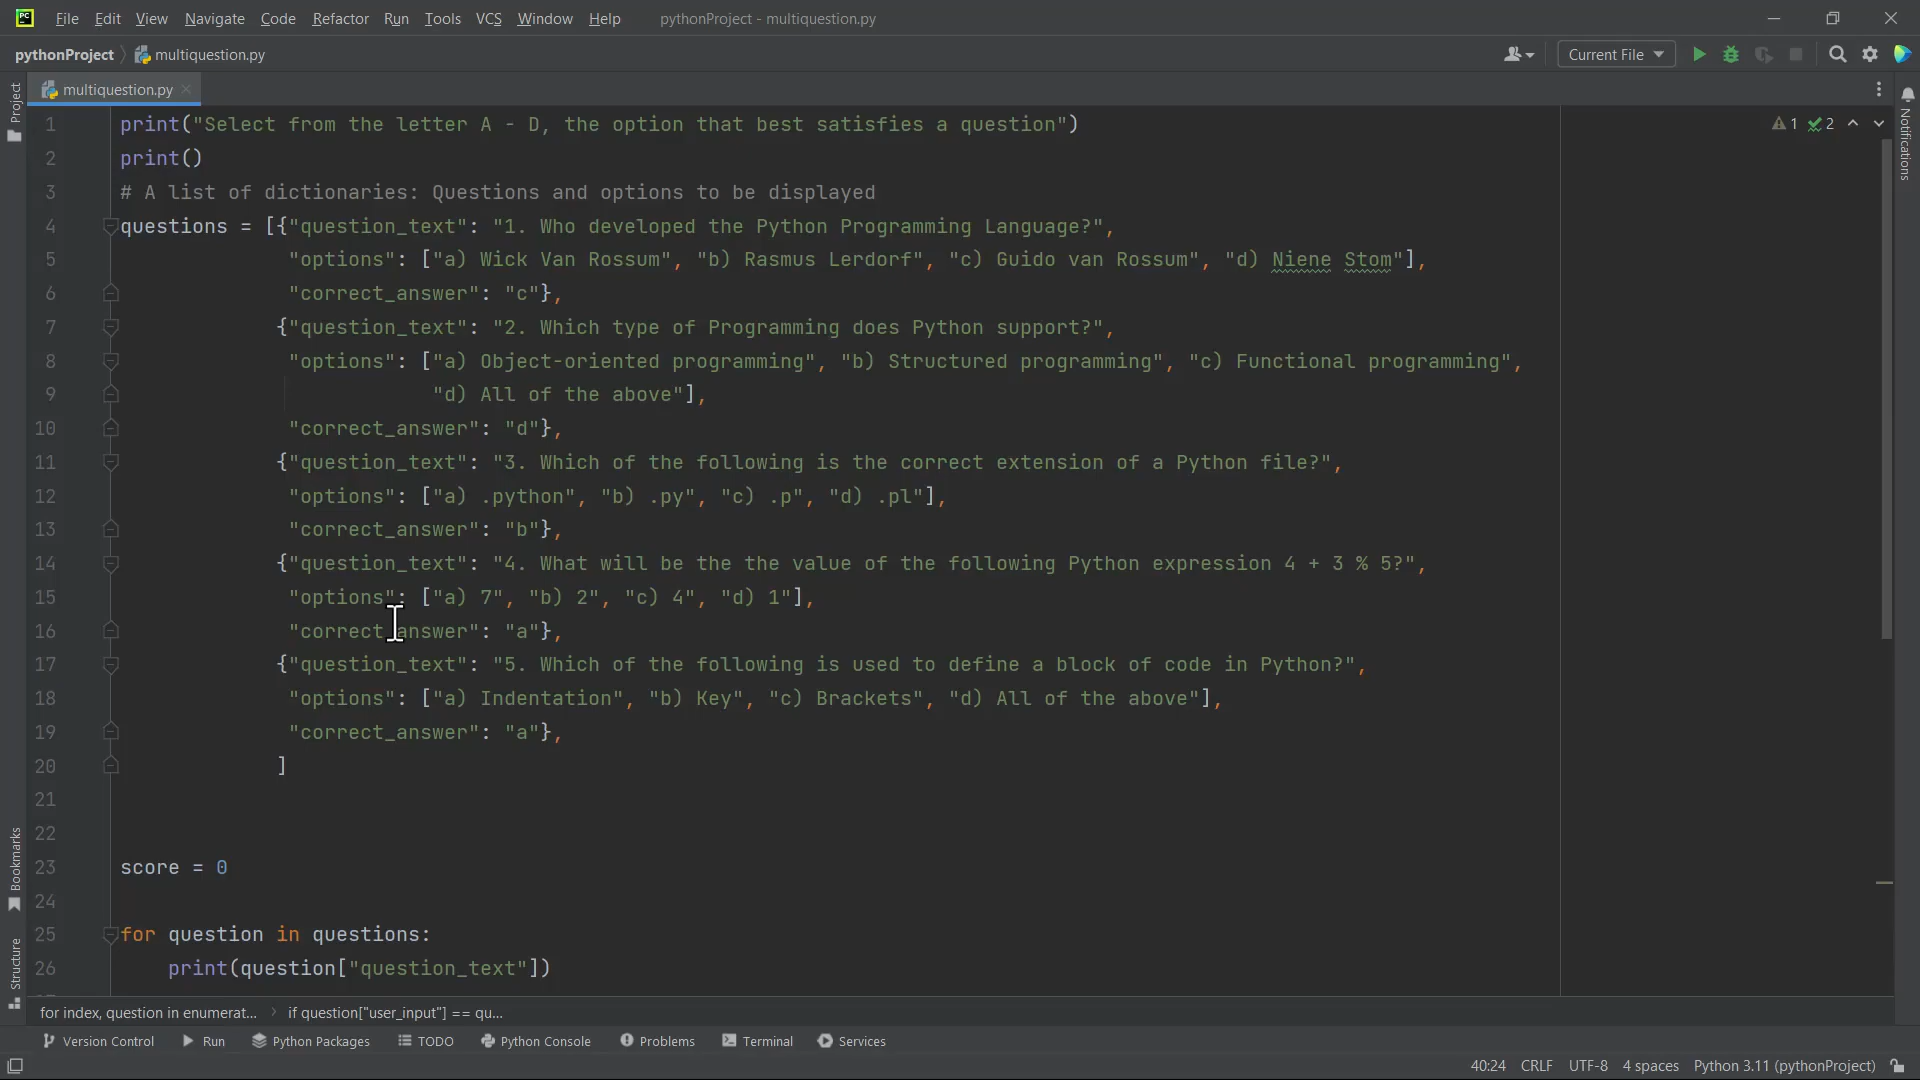 PC File Edit View Navigate Code Refactor Run Tools VCS Window Help pythonProject - multiquestion.py
pythonProject multiquestion.py Current File
Project
multiquestion.py
Notifications
1 print("Select from the letter A - D, the option that best satisfies a question") 1 2
2 print()
3 # A list of dictionaries: Questions and options to be displayed
4 questions = [{"question_text": "1. Who developed the Python Programming Language?",
5 "options": ["a) Wick Van Rossum", "b) Rasmus Lerdorf", "c) Guido van Rossum", "d) Niene Stom"],
6 "correct_answer": "c"},
7 {"question_text": "2. Which type of Programming does Python support?",
8 "options": ["a) Object-oriented programming", "b) Structured programming", "c) Functional programming",
9 "d) All of the above"],
10 "correct_answer": "d"},
11 {"question_text": "3. Which of the following is the correct extension of a Python file?",
12 "options": ["a) .python", "b) .py", "c) .p", "d) .pl"],
13 "correct_answer": "b"},
14 {"question_text": "4. What will be the the value of the following Python expression 4 + 3 % 5?",
15 "options": ["a) 7", "b) 2", "c) 4", "d) 1"],
16 "correct_answer": "a"},
17 {"question_text": "5. Which of the following is used to define a block of code in Python?",
18 "options": ["a) Indentation", "b) Key", "c) Brackets", "d) All of the above"],
19 "correct_answer": "a"},
20 ]
21
22
23 score = 0
24
25 for question in questions:
26 print(question["question_text"])
Bookmarks
Structure
for index, question in enumerat... if question["user_input"] == qu...
Version Control Run Python Packages TODO Python Console Problems Terminal Services
40:24 CRLF UTF-8 4 spaces Python 3.11 (pythonProject)